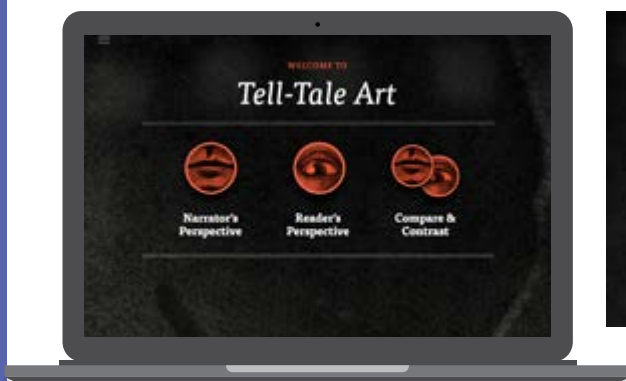 WELCOME TO
Tell-Tale Art
Narrator's
Perspective
Reader's
Perspective
Compare &
Contrast